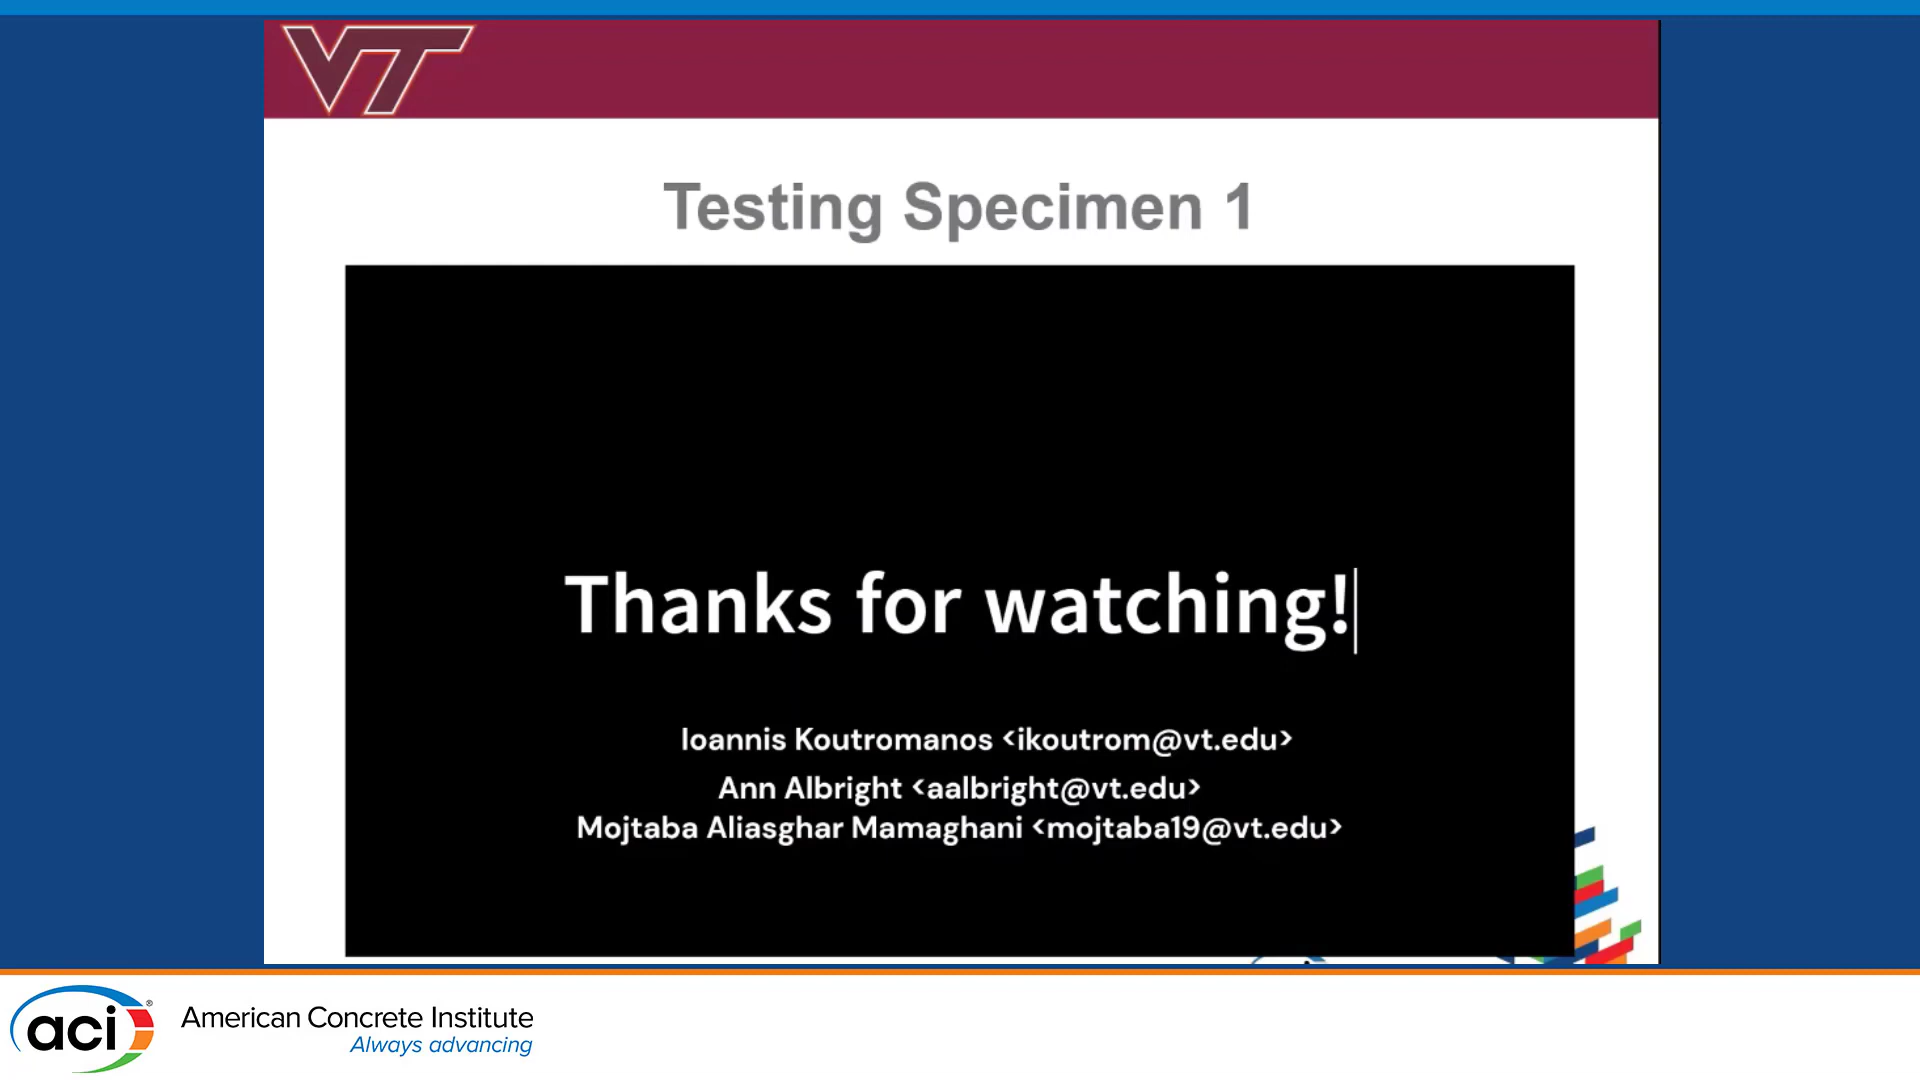 VT
Testing Specimen 1
Thanks for watching!
Ioannis Koutromanos <ikoutrom@vt.edu>
Ann Albright <aalbright@vt.edu>
Mojtaba Aliasghar Mamaghani <mojtaba19@vt.edu>
aci®
American Concrete Institute
Always advancing